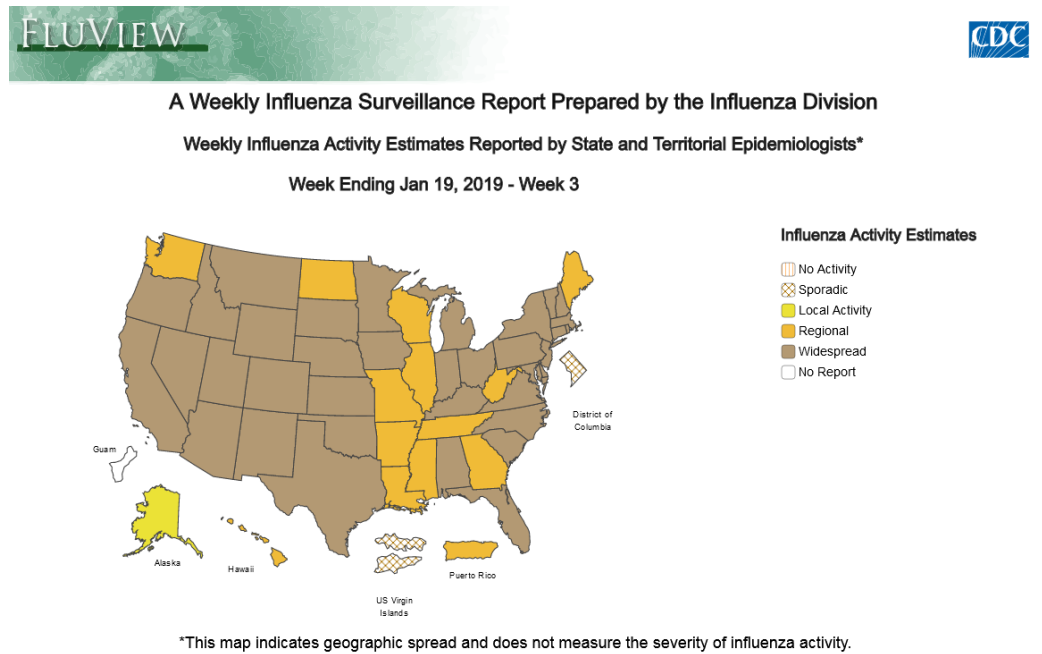 FLUVIEW
CDC
A Weekly Influenza Surveillance Report Prepared by the Influenza Division
Weekly Influenza Activity Estimates Reported by State and Territorial Epidemiologists*
Week Ending Jan 19, 2019 - Week 3
Influenza Activity Estimates
No Activity
Sporadic
Local Activity
Regional
Widespread
No Report
District of
Columbia
Guam
Alaska
Hawaii
Puerto Rico
US Virgin
Islands
*This map indicates geographic spread and does not measure the severity of influenza activity.